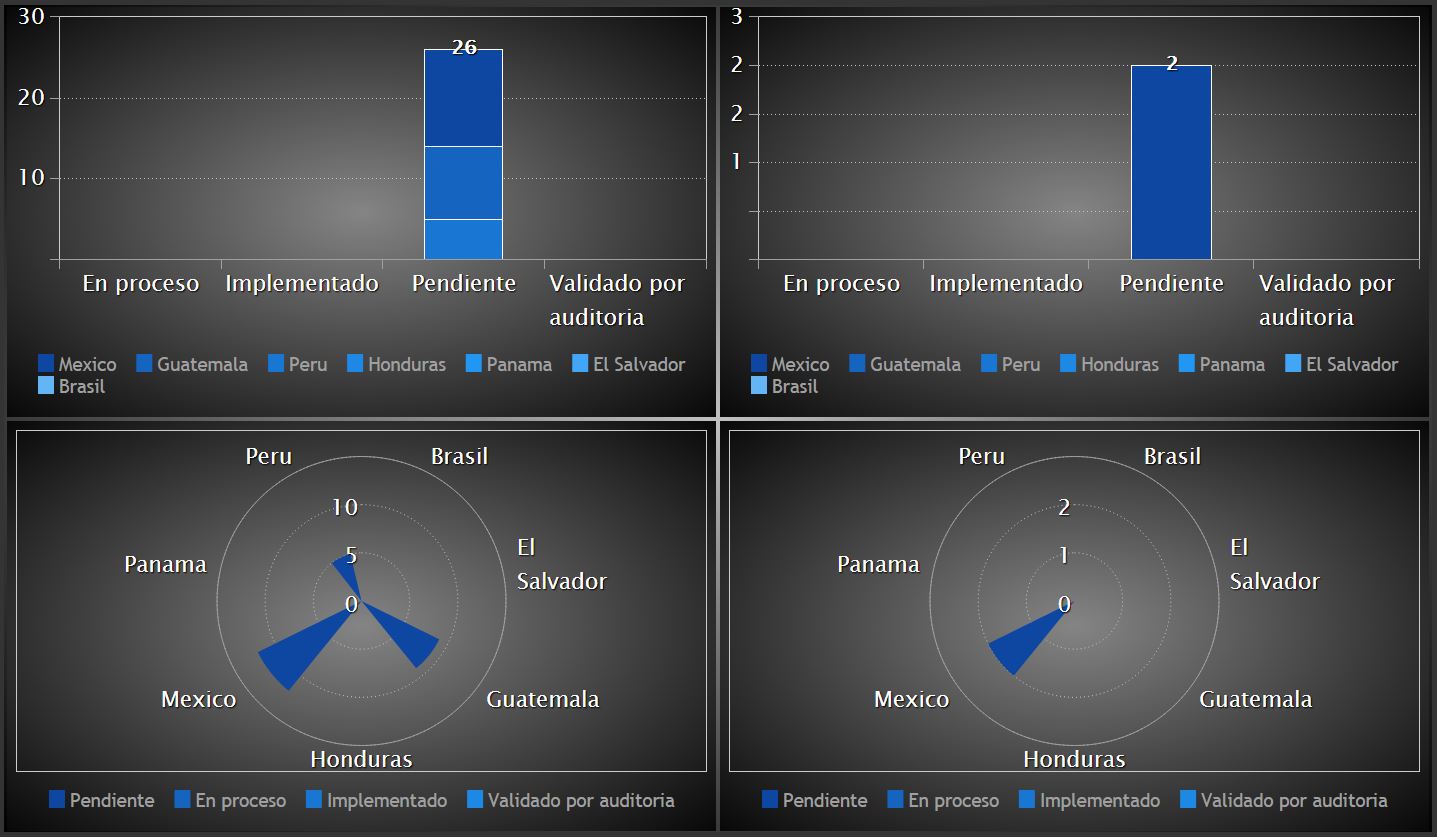 30
26
20
10
En proceso
Implementado
Pendiente
Validado por
auditoria
Mexico
Guatemala
Peru
Honduras
Panama
El Salvador
Brasil
3
2
2
2
1
En proceso
Implementado
Pendiente
Validado por
auditoria
Mexico
Guatemala
Peru
Honduras
Panama
El Salvador
Brasil
Peru
Brasil
10
El
5
Salvador
Panama
0
Mexico
Guatemala
Honduras
Pendiente
En proceso
Implementado
Validado por auditoria
Peru
Brasil
2
El
1
Salvador
Panama
0
Mexico
Guatemala
Honduras
Pendiente
En proceso
Implementado
Validado por auditoria